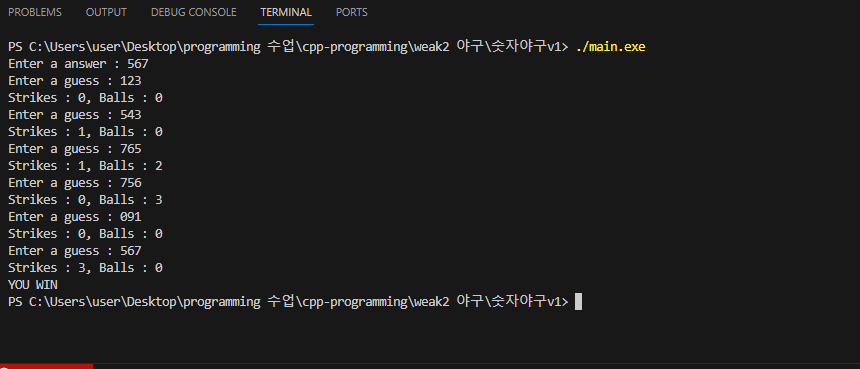 PROBLEMS OUTPUT DEBUG CONSOLE TERMINAL PORTS
PS C:\Users\user\Desktop\programming 수업\cpp-programming\weak2 야구\숫자야구v1> ./main.exe
Enter a answer : 567
Enter a guess : 123
Strikes : 0, Balls : 0
Enter a guess : 543
Strikes : 1, Balls : 0
Enter a guess : 765
Strikes : 1, Balls : 2
Enter a guess : 756
Strikes : 0, Balls : 3
Enter a guess : 091
Strikes : 0, Balls : 0
Enter a guess : 567
Strikes : 3, Balls : 0
YOU WIN
PS C:\Users\user\Desktop\programming 수업\cpp-programming\weak2 야구\숫자야구v1>